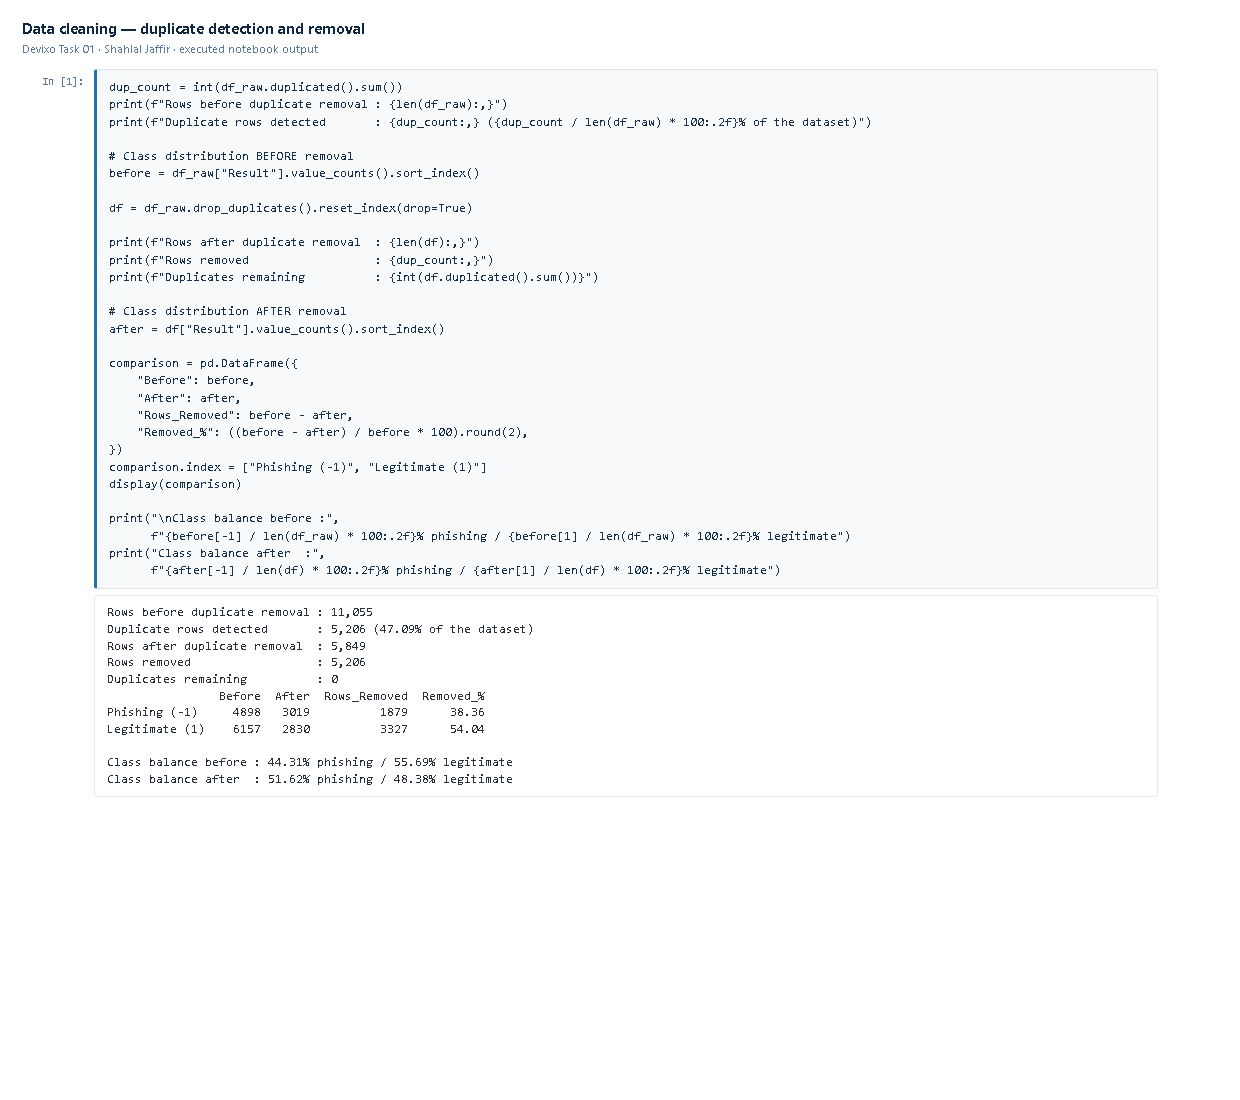 Data cleaning — duplicate detection and removal
Devixo Task 01 · Shahlal Jaffir · executed notebook output
In [1]:
dup_count = int(df_raw.duplicated().sum())
print(f"Rows before duplicate removal : {len(df_raw):,}")
print(f"Duplicate rows detected       : {dup_count:,} ({dup_count / len(df_raw) * 100:.2f}% of the dataset)")
# Class distribution BEFORE removal
before = df_raw["Result"].value_counts().sort_index()
df = df_raw.drop_duplicates().reset_index(drop=True)
print(f"Rows after duplicate removal  : {len(df):,}")
print(f"Rows removed                  : {dup_count:,}")
print(f"Duplicates remaining          : {int(df.duplicated().sum())}")
# Class distribution AFTER removal
after = df["Result"].value_counts().sort_index()
comparison = pd.DataFrame({
    "Before": before,
    "After": after,
    "Rows_Removed": before - after,
    "Removed_%": ((before - after) / before * 100).round(2),
})
comparison.index = ["Phishing (-1)", "Legitimate (1)"]
display(comparison)
print("\nClass balance before :",
      f"{before[-1] / len(df_raw) * 100:.2f}% phishing / {before[1] / len(df_raw) * 100:.2f}% legitimate")
print("Class balance after  :",
      f"{after[-1] / len(df) * 100:.2f}% phishing / {after[1] / len(df) * 100:.2f}% legitimate")
Rows before duplicate removal : 11,055
Duplicate rows detected       : 5,206 (47.09% of the dataset)
Rows after duplicate removal  : 5,849
Rows removed                  : 5,206
Duplicates remaining          : 0
                Before  After  Rows_Removed  Removed_%
Phishing (-1)     4898   3019          1879      38.36
Legitimate (1)    6157   2830          3327      54.04
Class balance before : 44.31% phishing / 55.69% legitimate
Class balance after  : 51.62% phishing / 48.38% legitimate